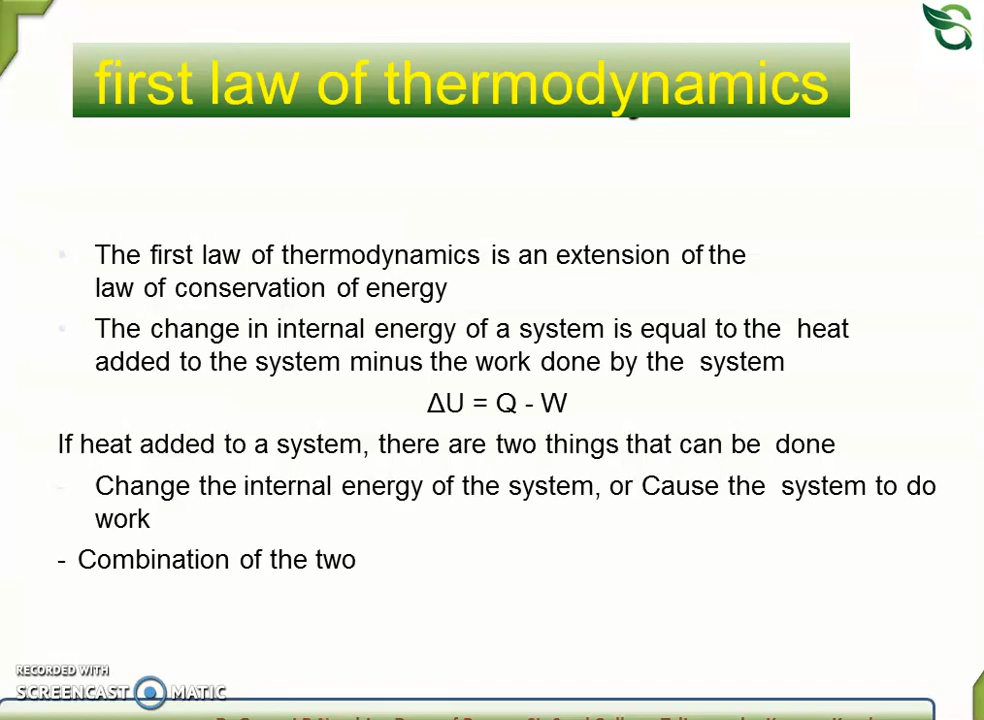 first law of thermodynamics
• The first law of thermodynamics is an extension of the
law of conservation of energy
• The change in internal energy of a system is equal to the heat
added to the system minus the work done by the system
ΔU = Q - W
If heat added to a system, there are two things that can be done
- Change the internal energy of the system, or Cause the system to do
work
- Combination of the two
RECORDED WITH
SCREENCAST MATIC